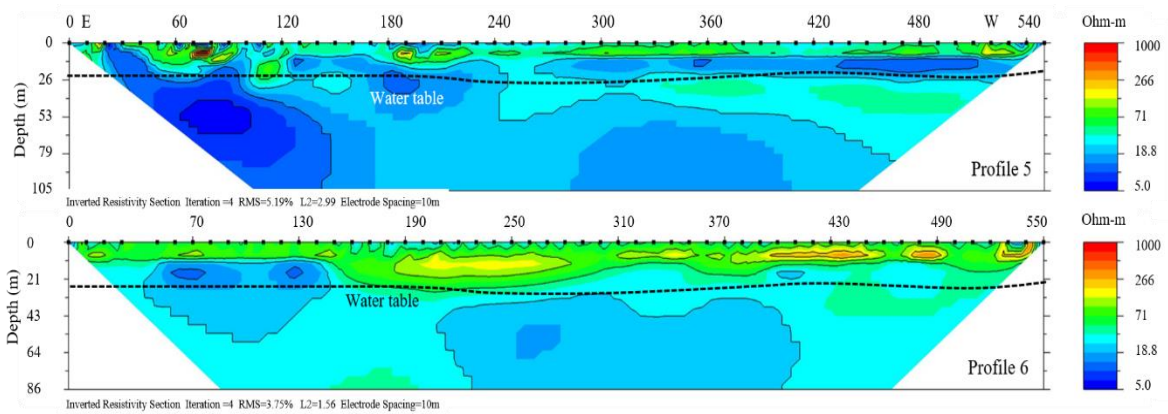 0 E 60 120 180 240 300 360 420 480 W 540 Ohm-m
0
26
53
79
105
Depth (m)
Water table
Profile 5
1000
266
71
18.8
5.0
Inverted Resistivity Section Iteration =4 RMS=5.19% L2=2.99 Electrode Spacing=10m
0 70 130 190 250 310 370 430 490 550 Ohm-m
0
21
43
64
86
Depth (m)
Water table
Profile 6
1000
266
71
18.8
5.0
Inverted Resistivity Section Iteration =4 RMS=3.75% L2=1.56 Electrode Spacing=10m